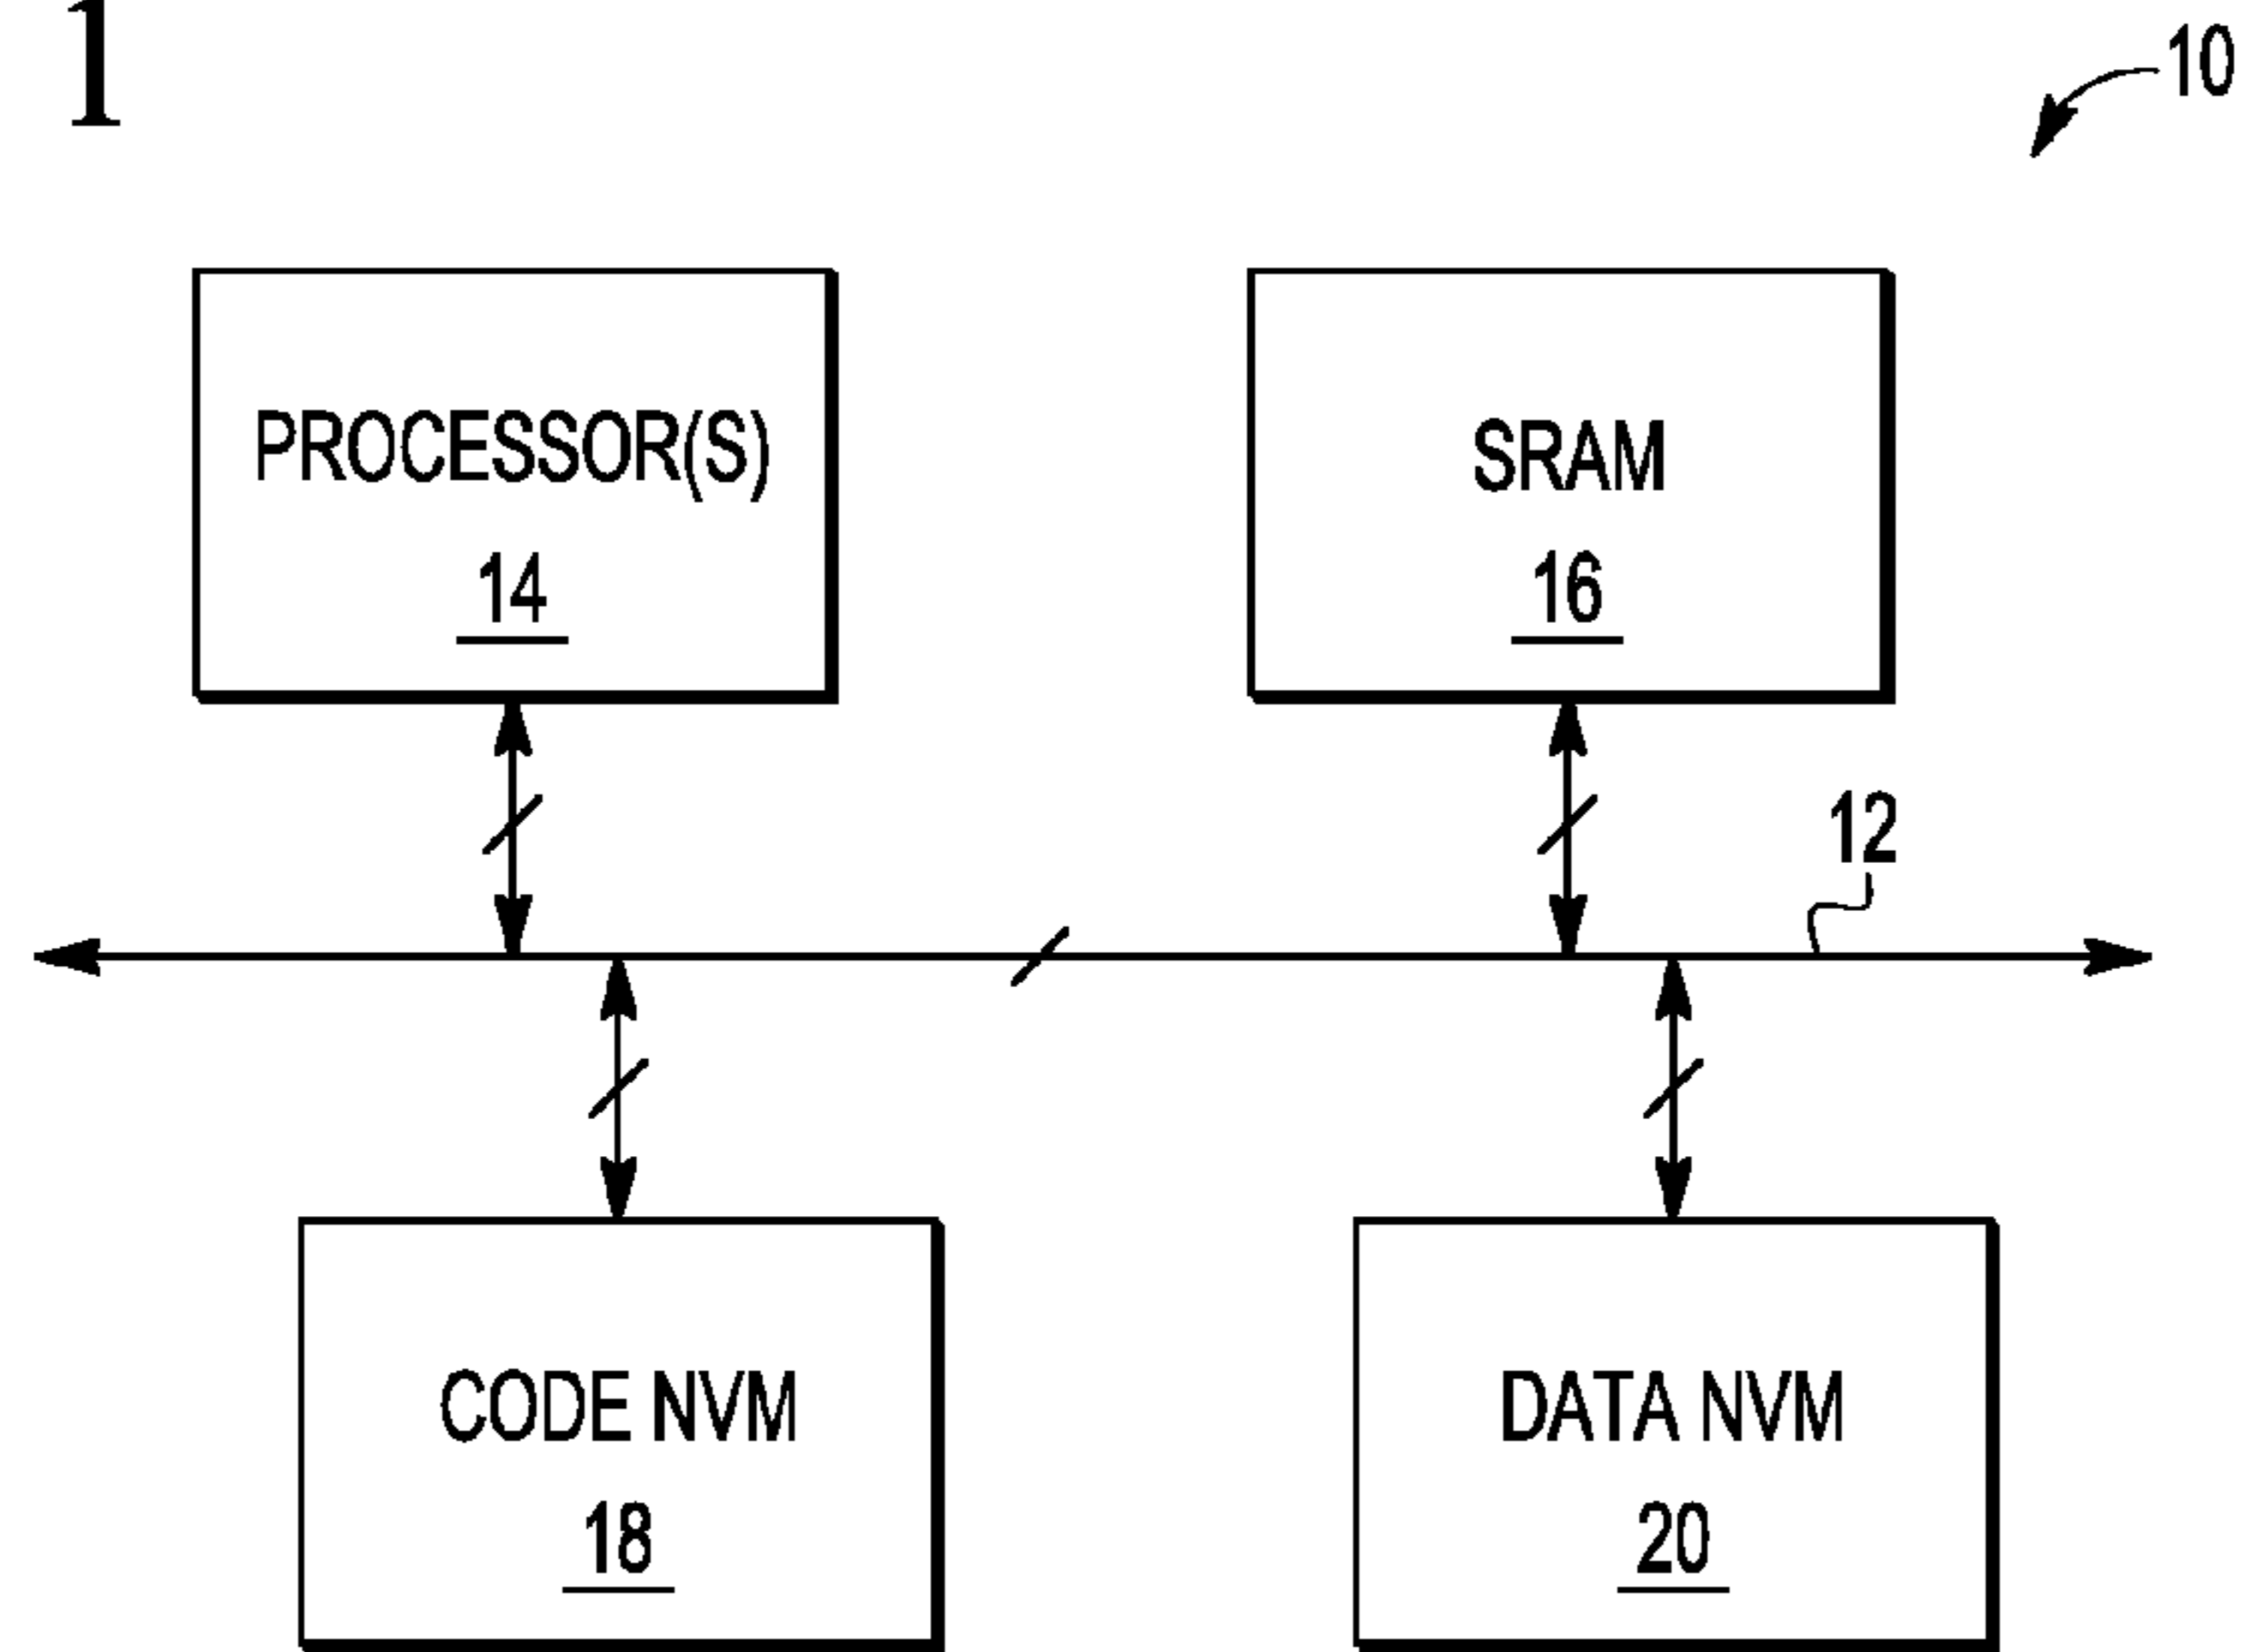 1
10
PROCESSOR(S)
14
SRAM
16
12
CODE NVM
18
DATA NVM
20